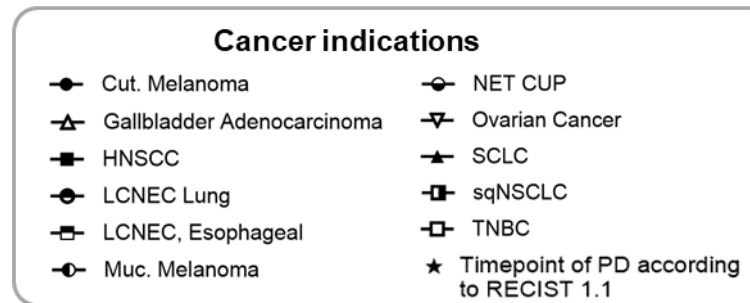 Cancer indications
Cut. Melanoma
Gallbladder Adenocarcinoma
HNSCC
LCNEC Lung
LCNEC, Esophageal
Muc. Melanoma
NET CUP
Ovarian Cancer
SCLC
sqNSCLC
TNBC
Timepoint of PD according
to RECIST 1.1